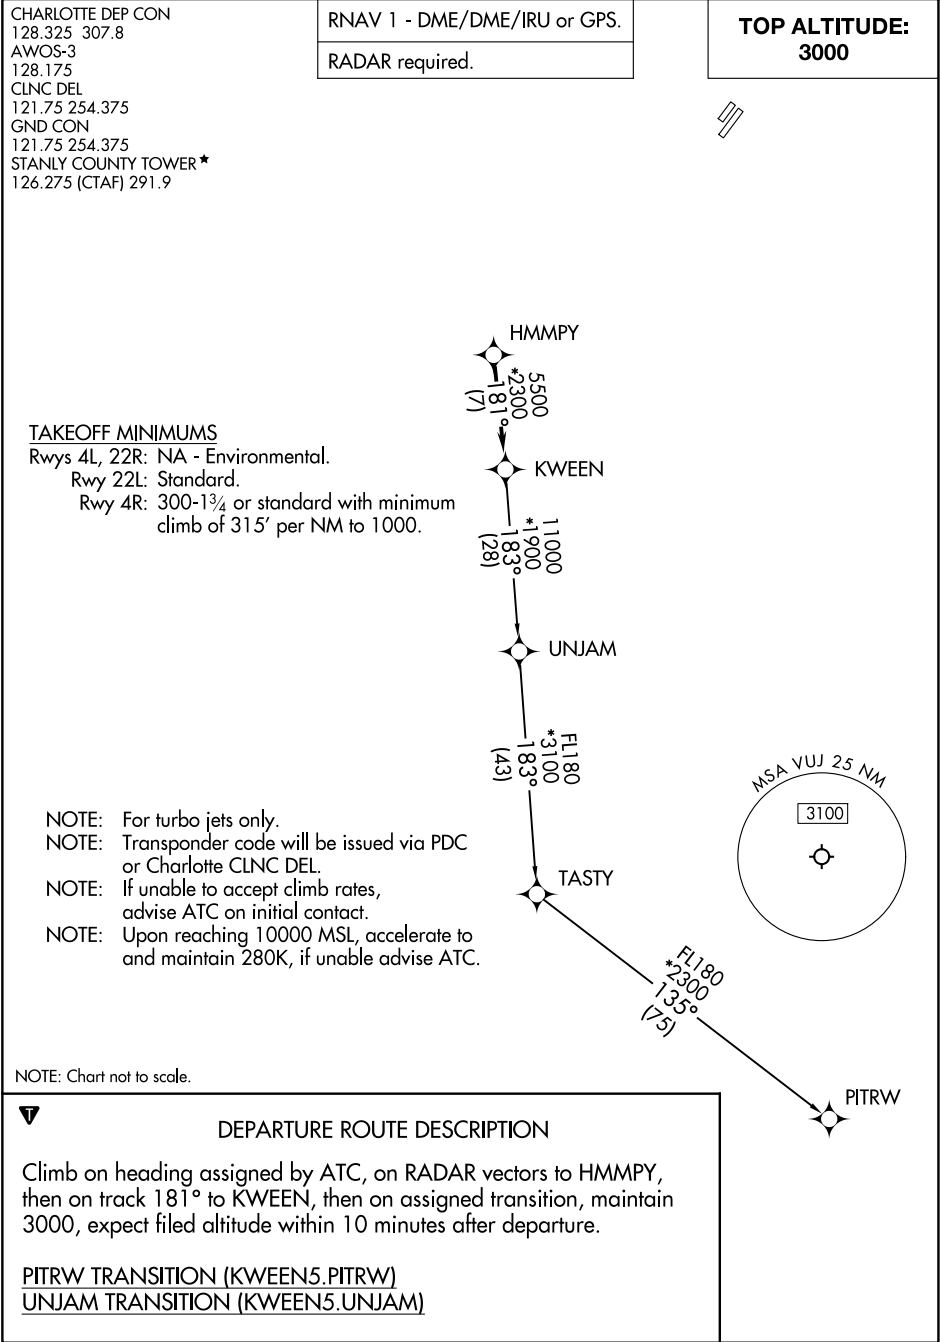 CHARLOTTE DEP CON
128.325 307.8
AWOS-3
128.175
CLNC DEL
121.75 254.375
GND CON
121.75 254.375
STANLY COUNTY TOWER★
126.275 (CTAF) 291.9
RNAV 1 - DME/DME/IRU or GPS.
RADAR required.
TOP ALTITUDE:
3000
HMMPY
5500
*2300
181°
(7)
KWEEN
TAKEOFF MINIMUMS
Rwys 4L, 22R: NA - Environmental.
Rwy 22L: Standard.
Rwy 4R: 300-1¾ or standard with minimum
climb of 315' per NM to 1000.
11000
*1900
183°
(28)
UNJAM
FL180
*3100
183°
(43)
MSA VUJ 25 NM
3100
NOTE: For turbo jets only.
NOTE: Transponder code will be issued via PDC
or Charlotte CLNC DEL.
NOTE: If unable to accept climb rates,
advise ATC on initial contact.
NOTE: Upon reaching 10000 MSL, accelerate to
and maintain 280K, if unable advise ATC.
TASTY
FL180
*2300
135°
(75)
PITRW
NOTE: Chart not to scale.
T
DEPARTURE ROUTE DESCRIPTION
Climb on heading assigned by ATC, on RADAR vectors to HMMPY,
then on track 181° to KWEEN, then on assigned transition, maintain
3000, expect filed altitude within 10 minutes after departure.
PITRW TRANSITION (KWEEN5.PITRW)
UNJAM TRANSITION (KWEEN5.UNJAM)